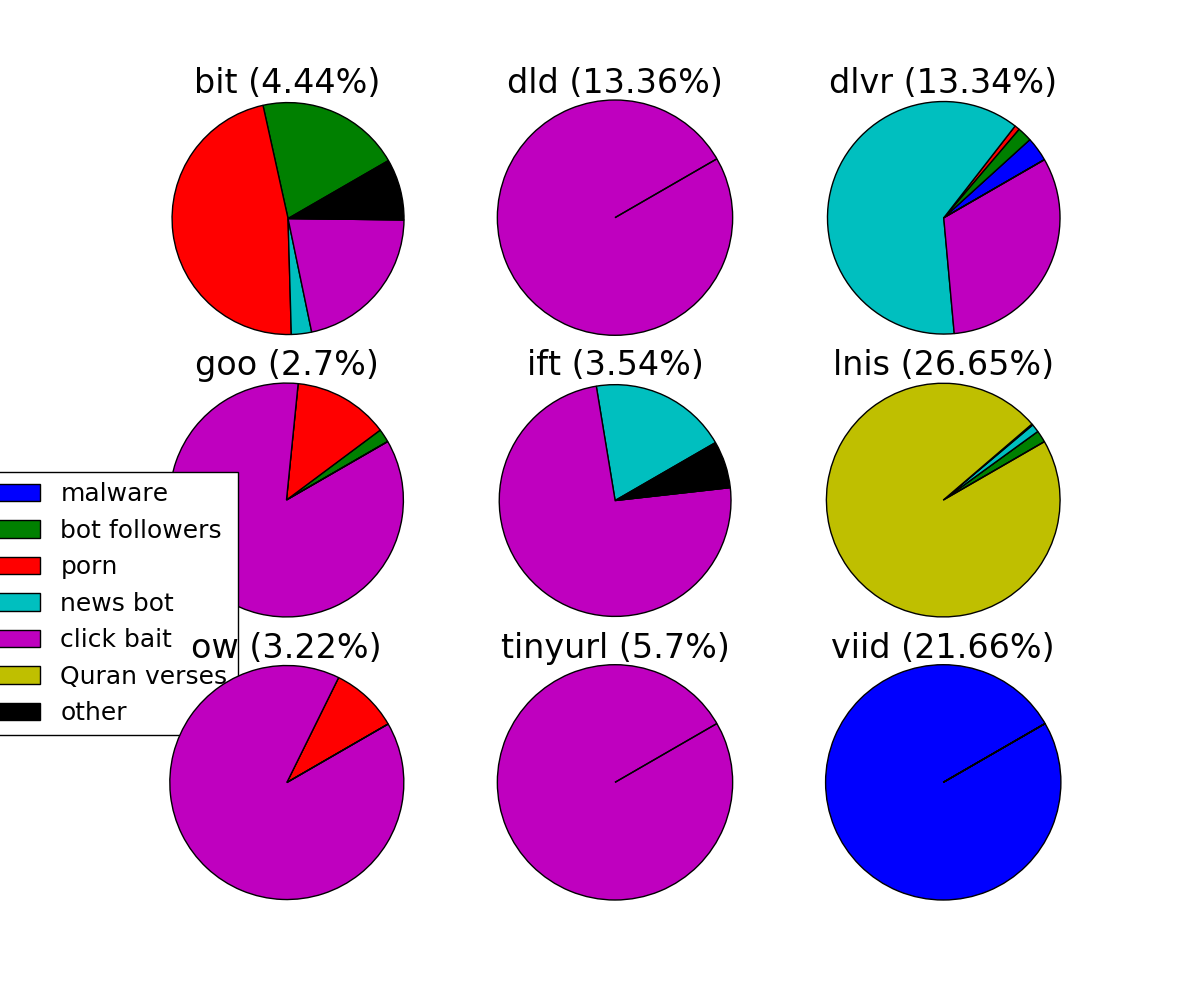 bit (4.44%)
dld (13.36%)
dlvr (13.34%)
goo (2.7%)
ift (3.54%)
lnis (26.65%)
malware
bot followers
porn
news bot
click bait
Quran verses
other
ow (3.22%)
tinyurl (5.7%)
viid (21.66%)